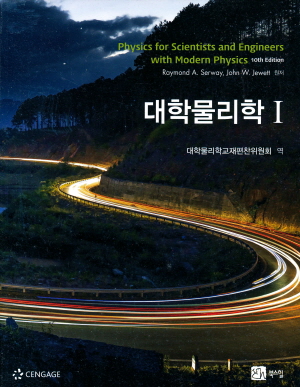 Physics for Scientists and Engineers
with Modern Physics 10th Edition
Raymond A. Serway, John W. Jewett 원저
대학물리학 I
대학물리학교재편찬위원회 역
CENGAGE
북스힐